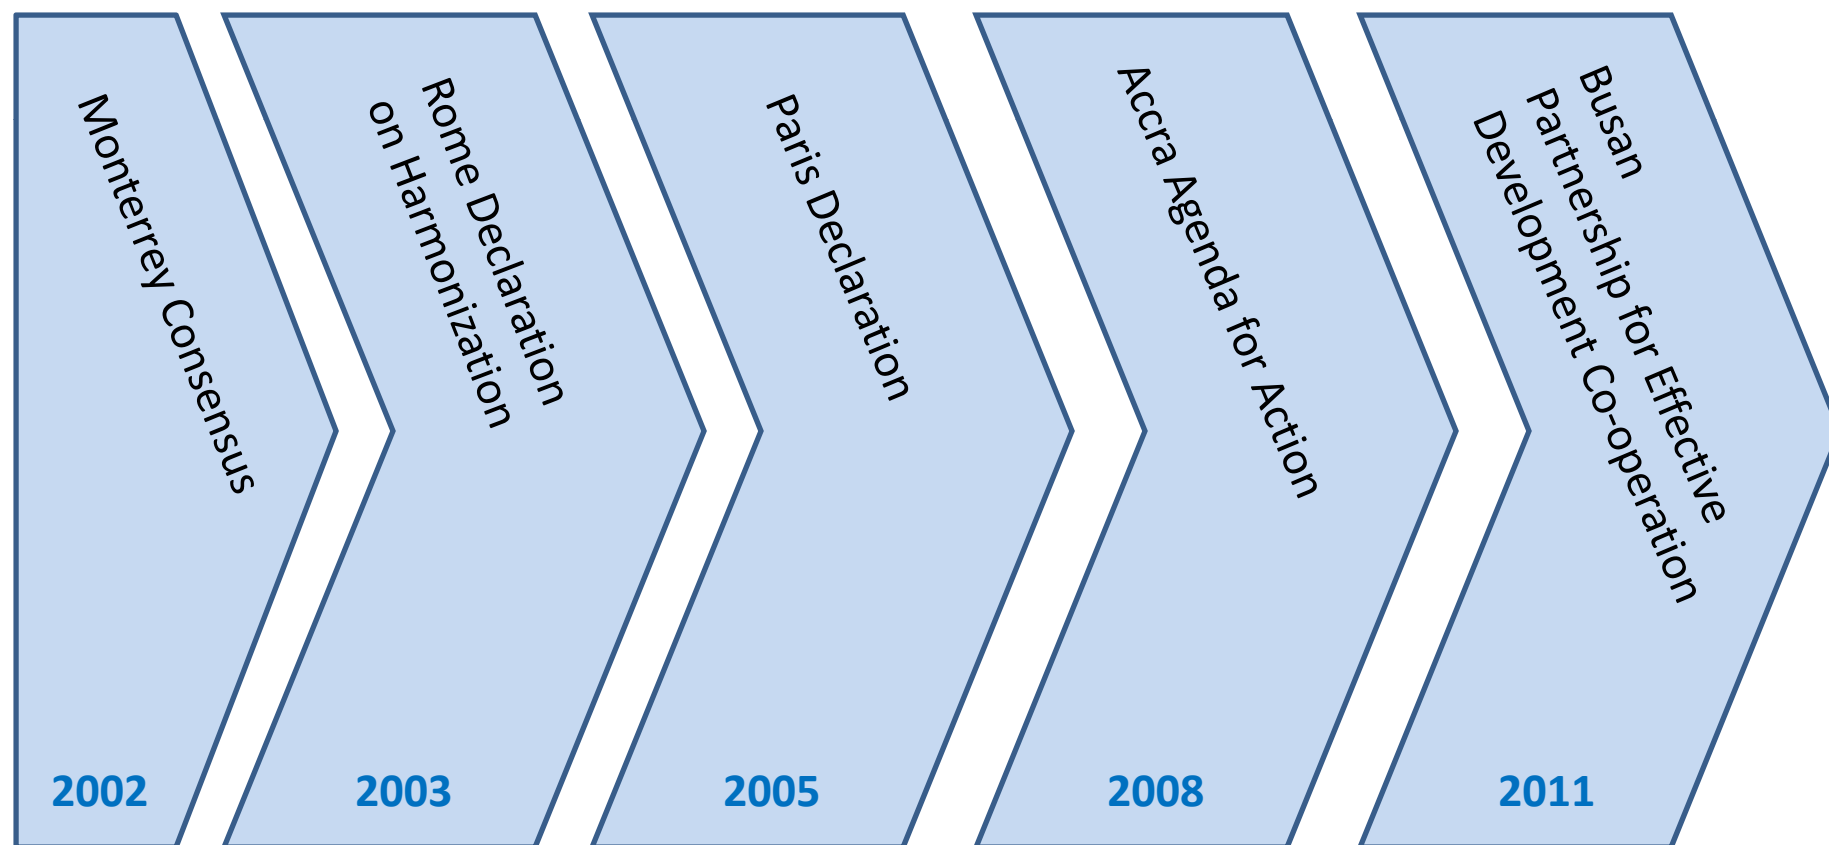 Monterrey Consensus
2002
Rome Declaration
on Harmonization
2003
Paris Declaration
2005
Accra Agenda for Action
2008
Busan
Partnership for Effective
Development Co-operation
2011